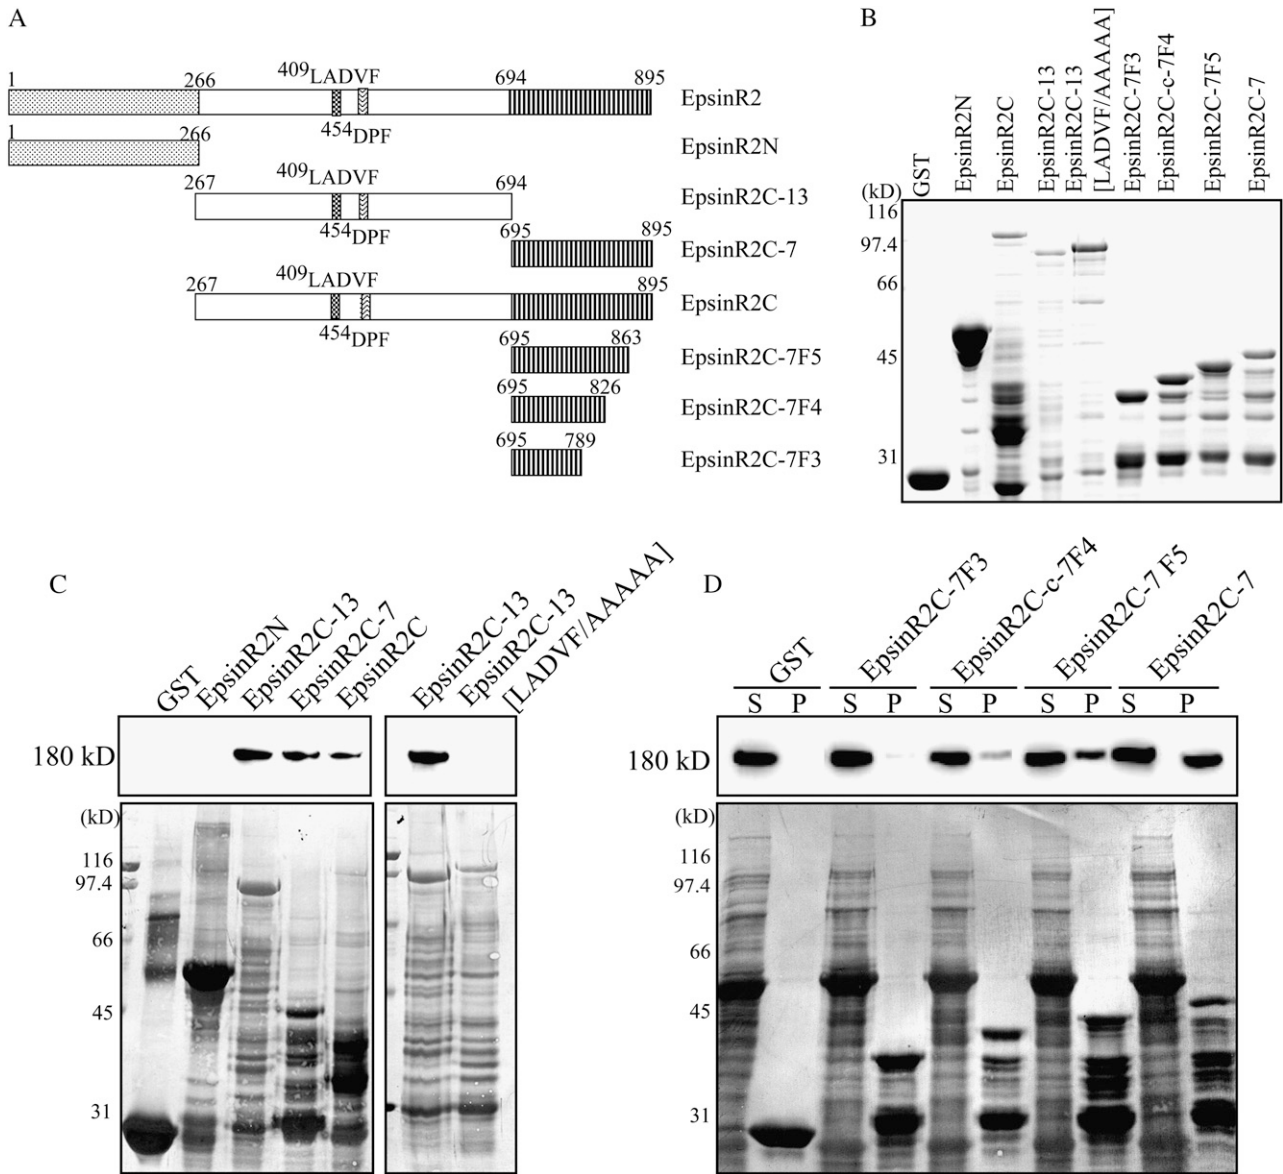 A
1 266 ⁴⁰⁹LADVF 694 895
EpsinR2
⁴⁵⁴DPF
1 266
EpsinR2N
267 ⁴⁰⁹LADVF 694
EpsinR2C-13
⁴⁵⁴DPF
695 895
EpsinR2C-7
267 ⁴⁰⁹LADVF 895
EpsinR2C
⁴⁵⁴DPF
695 863
EpsinR2C-7F5
695 826
EpsinR2C-7F4
695 789
EpsinR2C-7F3
B
GST
EpsinR2N
EpsinR2C
EpsinR2C-13
EpsinR2C-13
[LADVF/AAAAA]
EpsinR2C-7F3
EpsinR2C-c-7F4
EpsinR2C-7F5
EpsinR2C-7
(kD)
116
97.4
66
45
31
C
GST
EpsinR2N
EpsinR2C-13
EpsinR2C-7
EpsinR2C
EpsinR2C-13
EpsinR2C-13
[LADVF/AAAAA]
180 kD
(kD)
116
97.4
66
45
31
D
GST
EpsinR2C-7F3
EpsinR2C-c-7F4
EpsinR2C-7 F5
EpsinR2C-7
S P S P S P S P S P
180 kD
(kD)
116
97.4
66
45
31